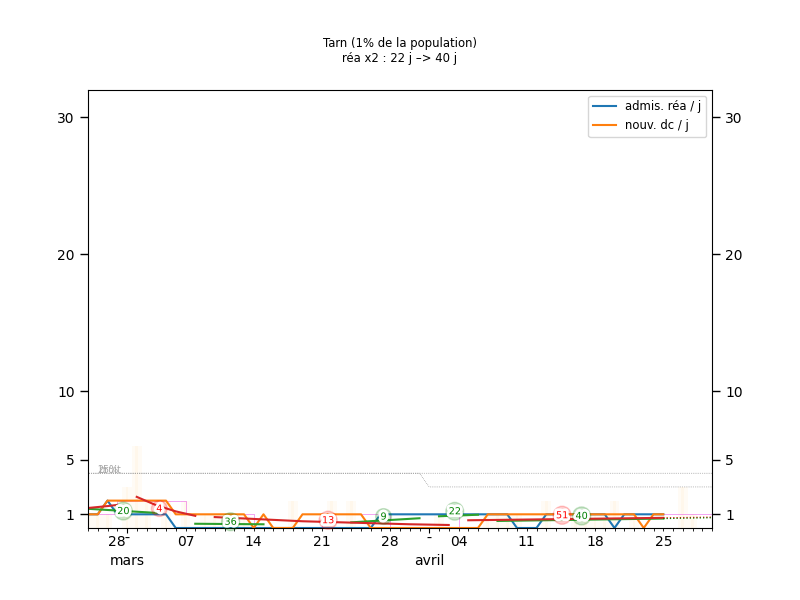 Tarn (1% de la population)
réa x2 : 22 j –> 40 j
admis. réa / j
nouv. dc / j
30 30
20 20
10 10
5 5
1 1
20 4 36 13 9 22 51 40
28 07 14 21 28 - 04 11 18 25
mars avril